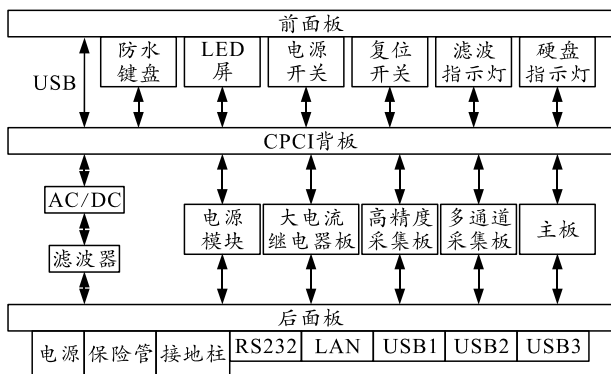 前面板
防水
键盘
LED
屏
电源
开关
复位
开关
滤波
指示灯
硬盘
指示灯
USB
CPCI背板
AC/DC
滤波器
电源
模块
大电流
继电器板
高精度
采集板
多通道
采集板
主板
后面板
电源
保险管
接地柱
RS232
LAN
USB1
USB2
USB3